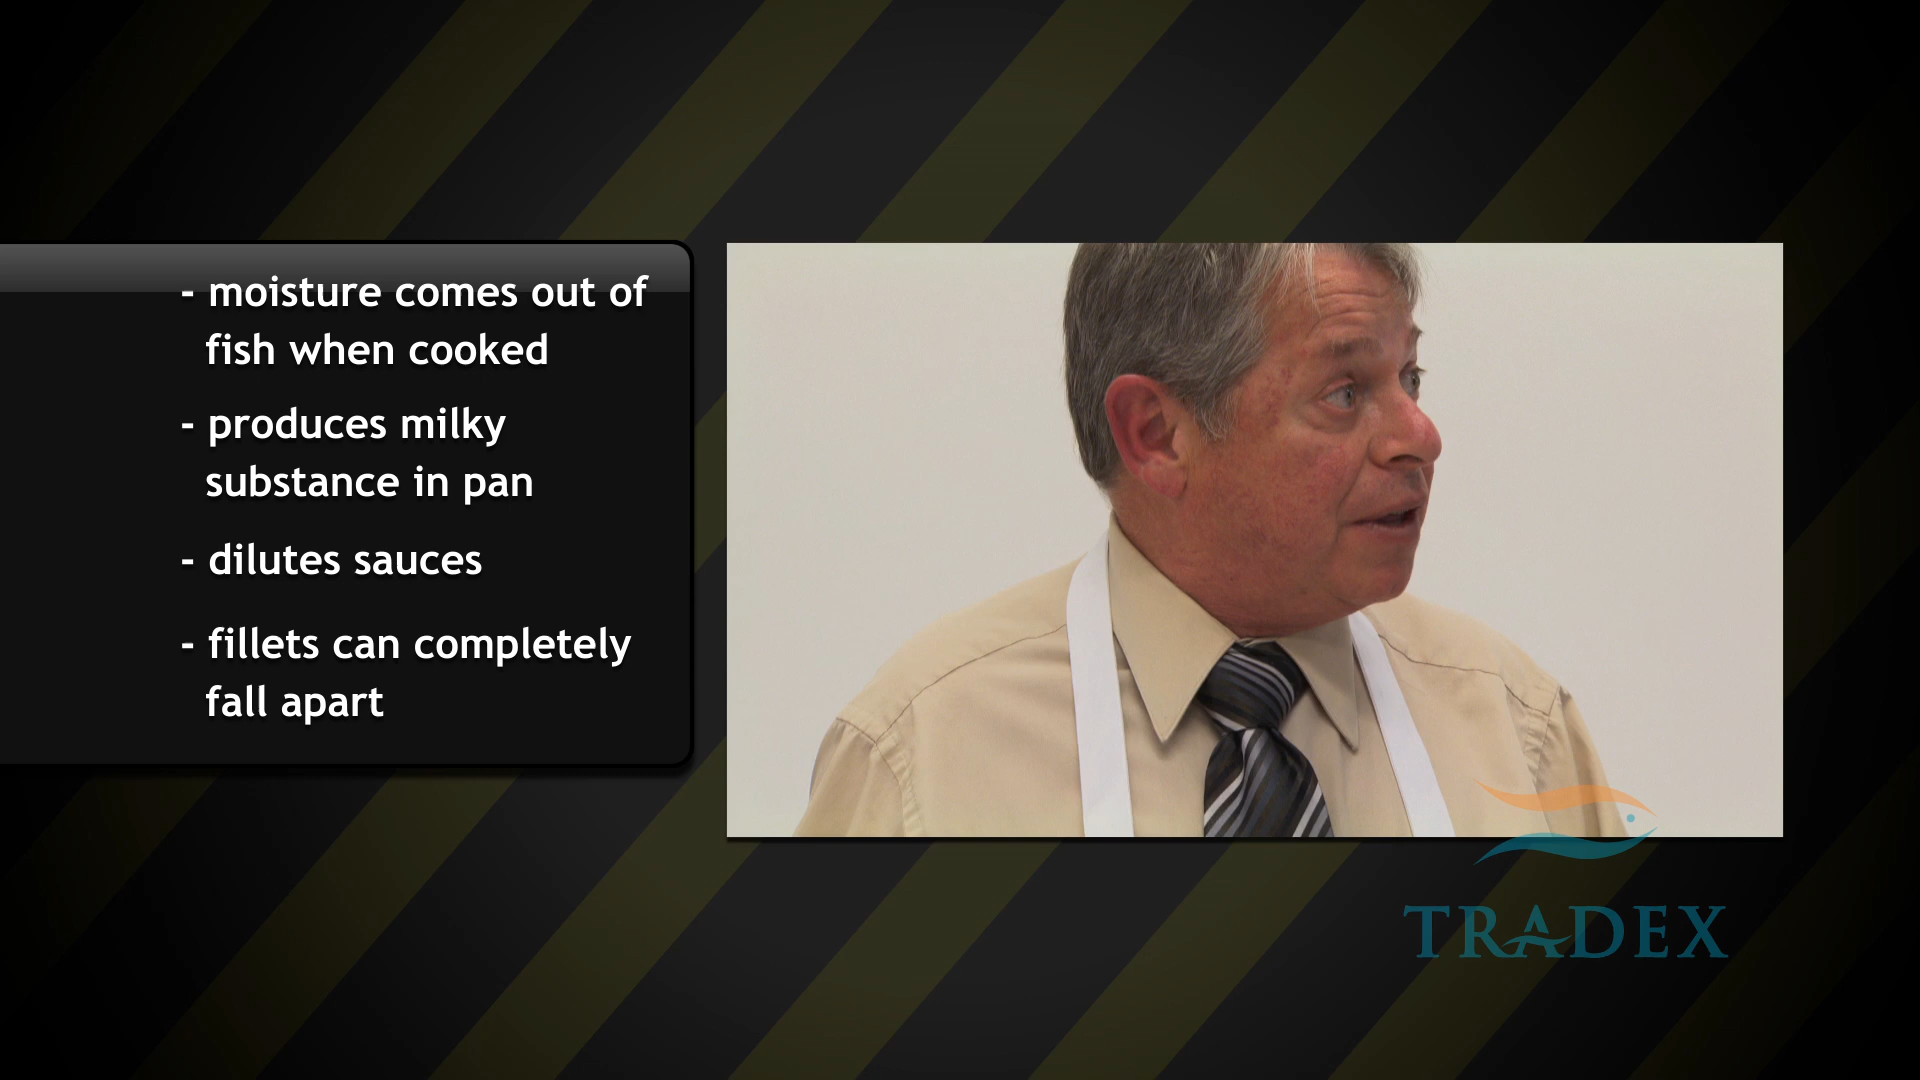 - moisture comes out of
fish when cooked
- produces milky
substance in pan
- dilutes sauces
- fillets can completely
fall apart
TRADEX